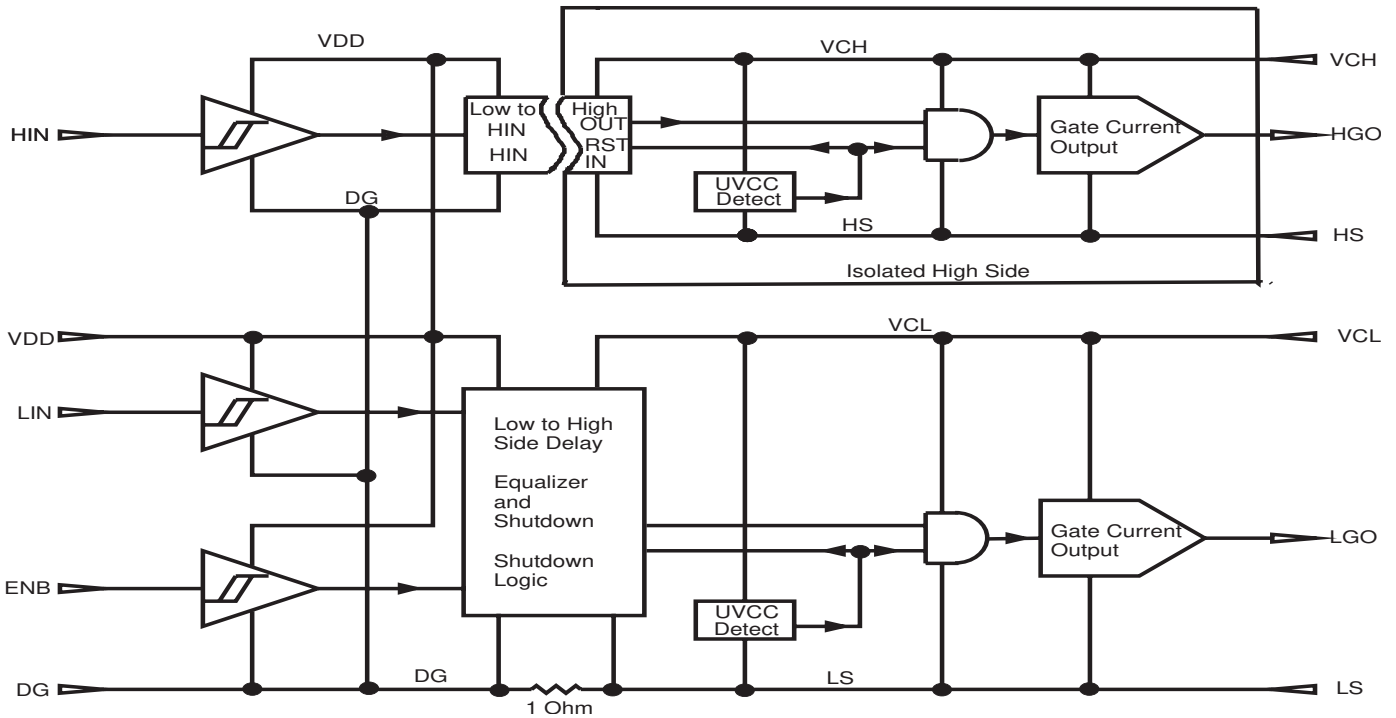 VDD
VCH
VCH
HIN
Low to
HIN
HIN
High
OUT
RST
IN
Gate Current
Output
HGO
UVCC
Detect
DG
HS
HS
Isolated High Side
VDD
VCL
VCL
LIN
Low to High
Side Delay
Equalizer
and
Shutdown
Shutdown
Logic
Gate Current
Output
LGO
ENB
UVCC
Detect
DG
DG
LS
LS
1 Ohm